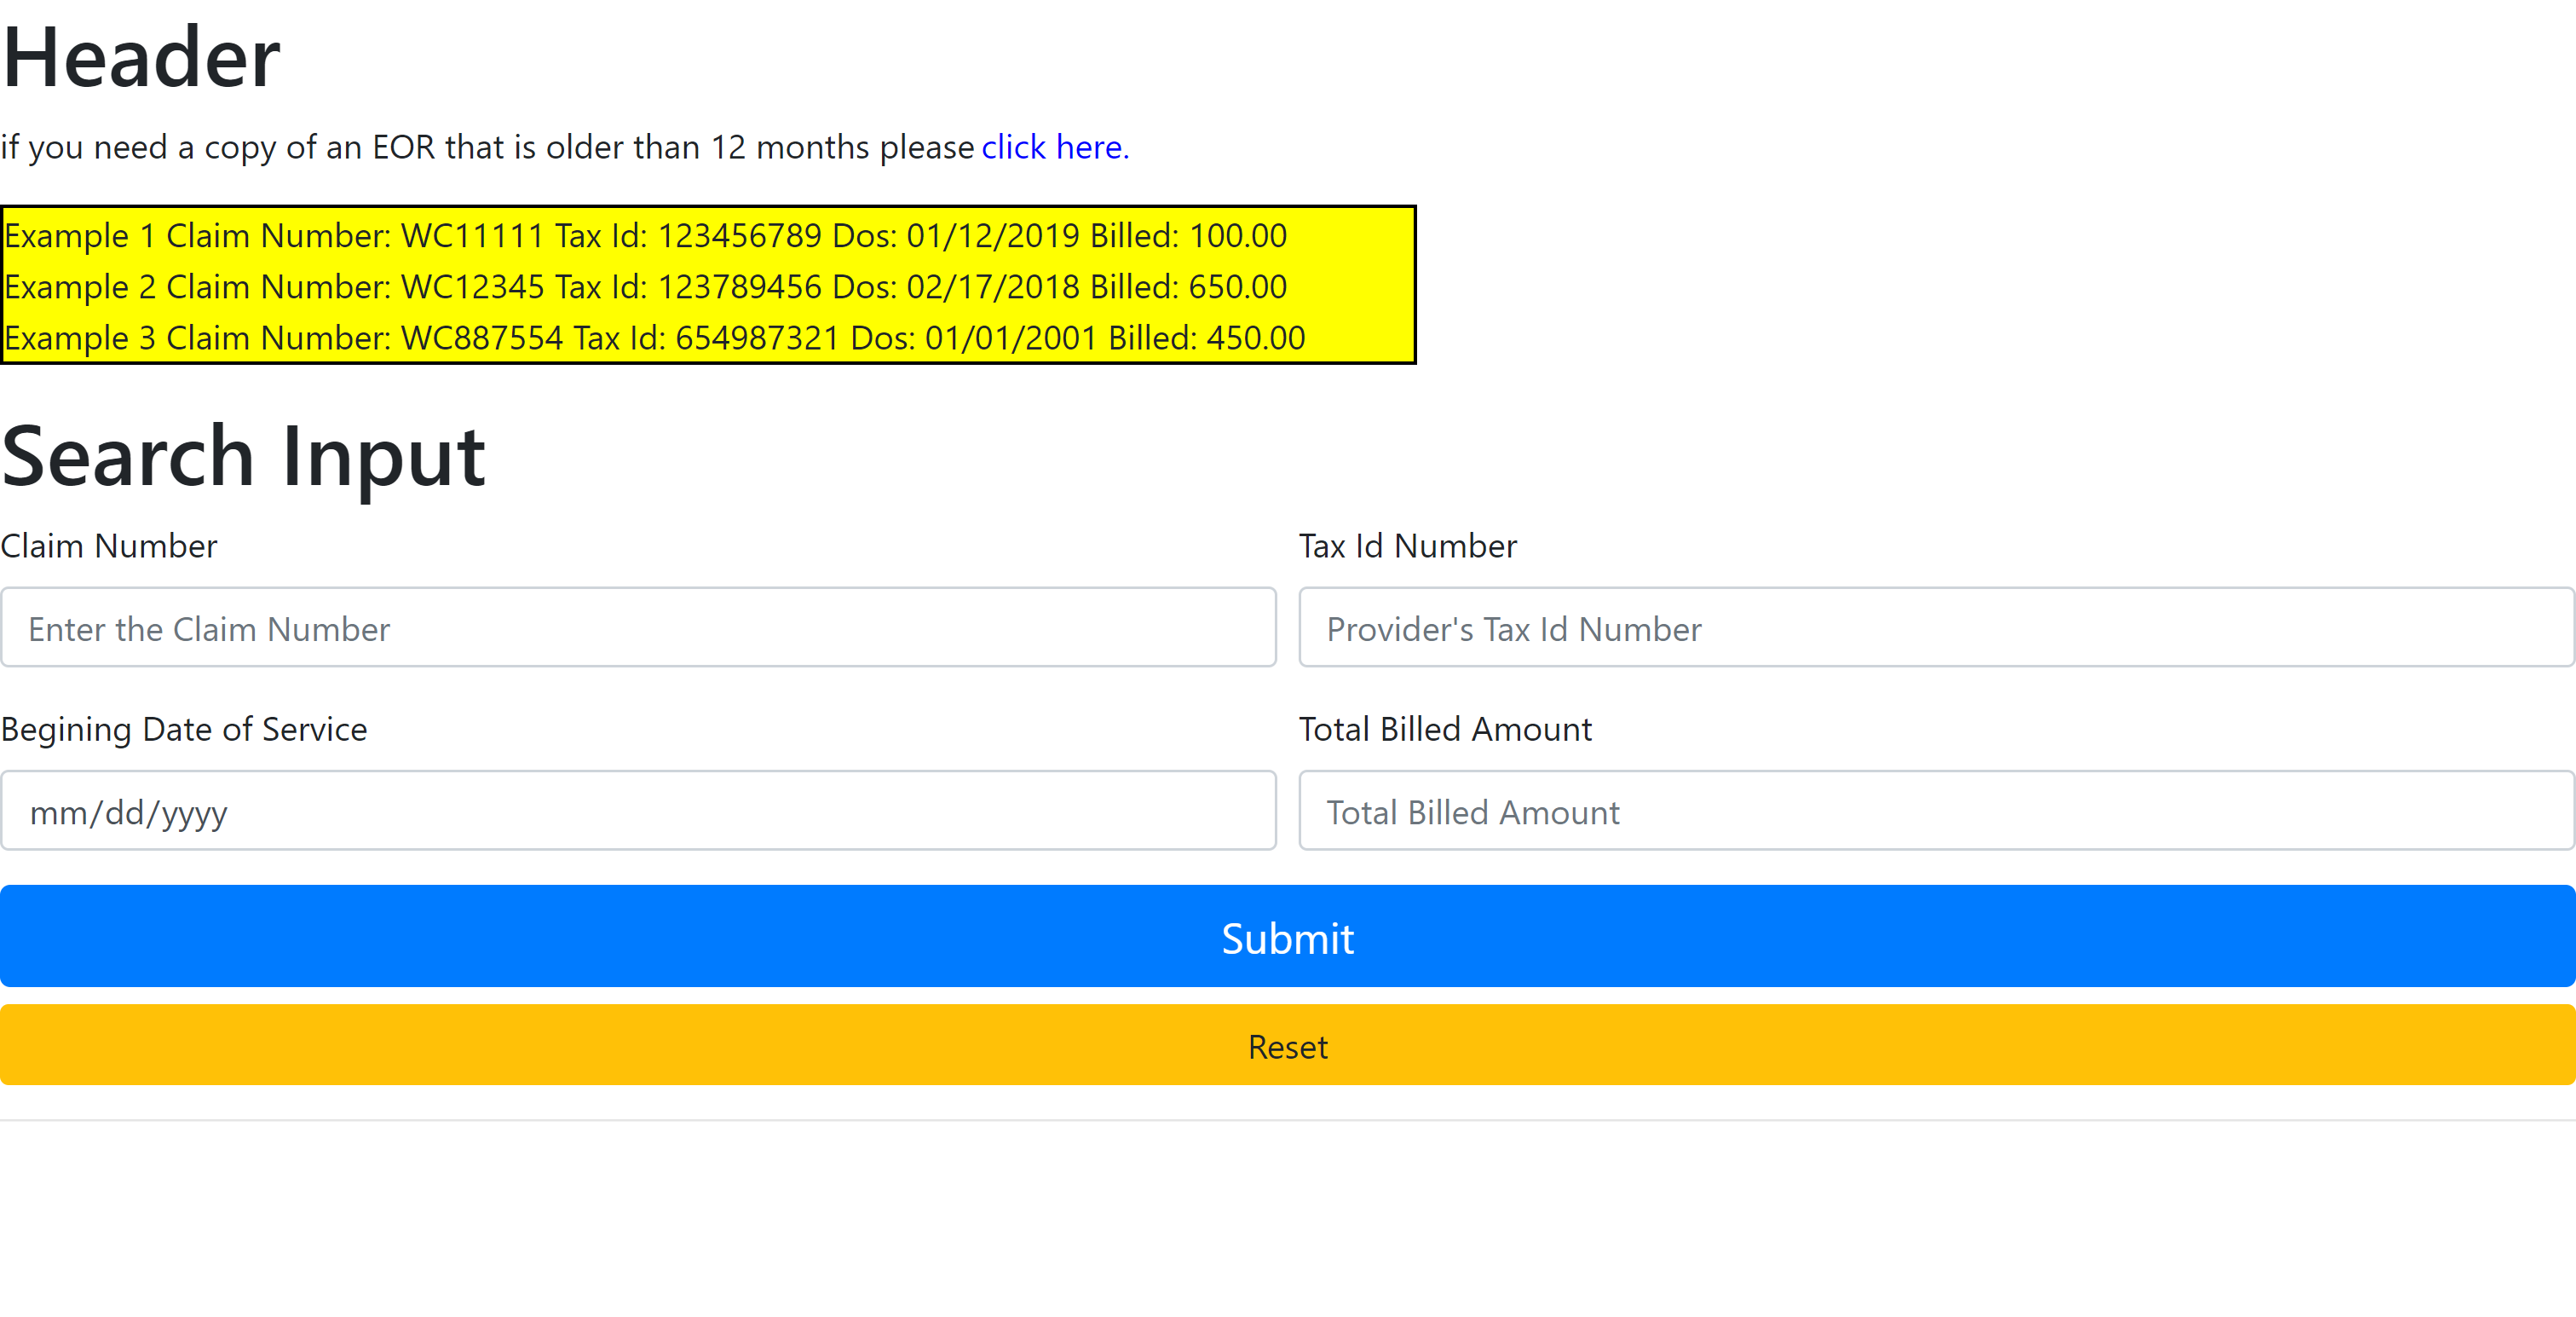 Header
if you need a copy of an EOR that is older than 12 months please click here.
Example 1 Claim Number: WC11111 Tax Id: 123456789 Dos: 01/12/2019 Billed: 100.00
Example 2 Claim Number: WC12345 Tax Id: 123789456 Dos: 02/17/2018 Billed: 650.00
Example 3 Claim Number: WC887554 Tax Id: 654987321 Dos: 01/01/2001 Billed: 450.00
Search Input
Claim Number
Tax Id Number
Enter the Claim Number
Provider's Tax Id Number
Begining Date of Service
Total Billed Amount
mm/dd/yyyy
Total Billed Amount
Submit
Reset